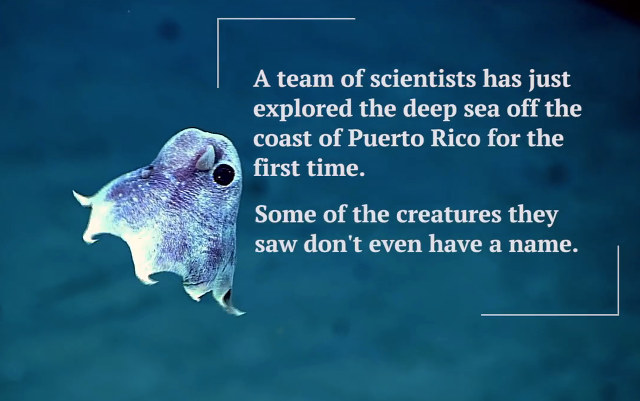 A team of scientists has just
explored the deep sea off the
coast of Puerto Rico for the
first time.
Some of the creatures they
saw don't even have a name.